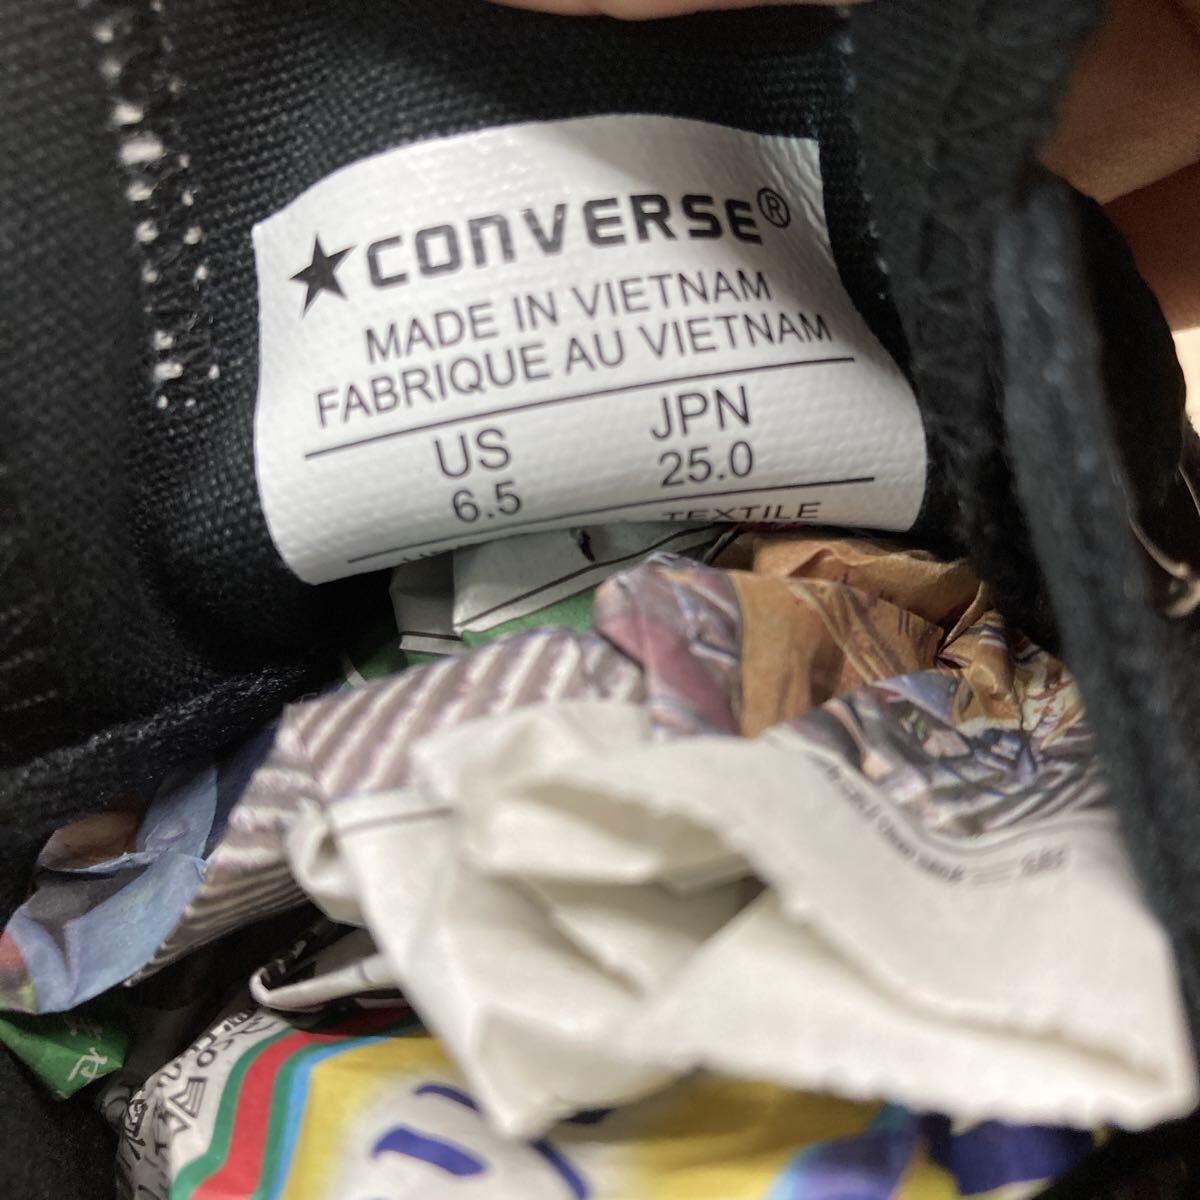 ★CONVERSE®
MADE IN VIETNAM
FABRIQUE AU VIETNAM
US JPN
6.5 25.0
TEXTILE